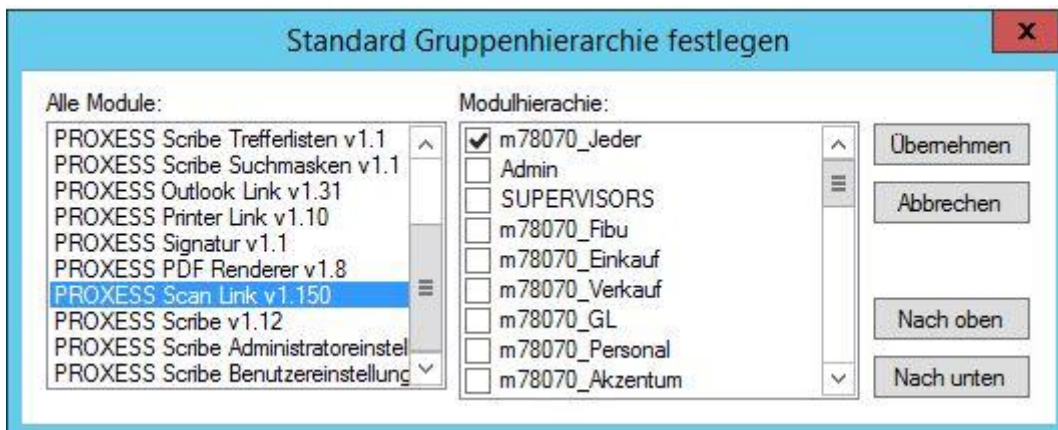 Standard Gruppenhierarchie festlegen
x
Alle Module:
PROXESS Scribe Trefferlisten v1.1
PROXESS Scribe Suchmasken v1.1
PROXESS Outlook Link v1.31
PROXESS Printer Link v1.10
PROXESS Signatur v1.1
PROXESS PDF Renderer v1.8
PROXESS Scan Link v1.150
PROXESS Scribe v1.12
PROXESS Scribe Administratoreinstel
PROXESS Scribe Benutzereinstellung
Modulhierachie:
m78070_Jeder
Admin
SUPERVISORS
m78070_Fibu
m78070_Einkauf
m78070_Verkauf
m78070_GL
m78070_Personal
m78070_Akzentum
Übernehmen
Abbrechen
Nach oben
Nach unten